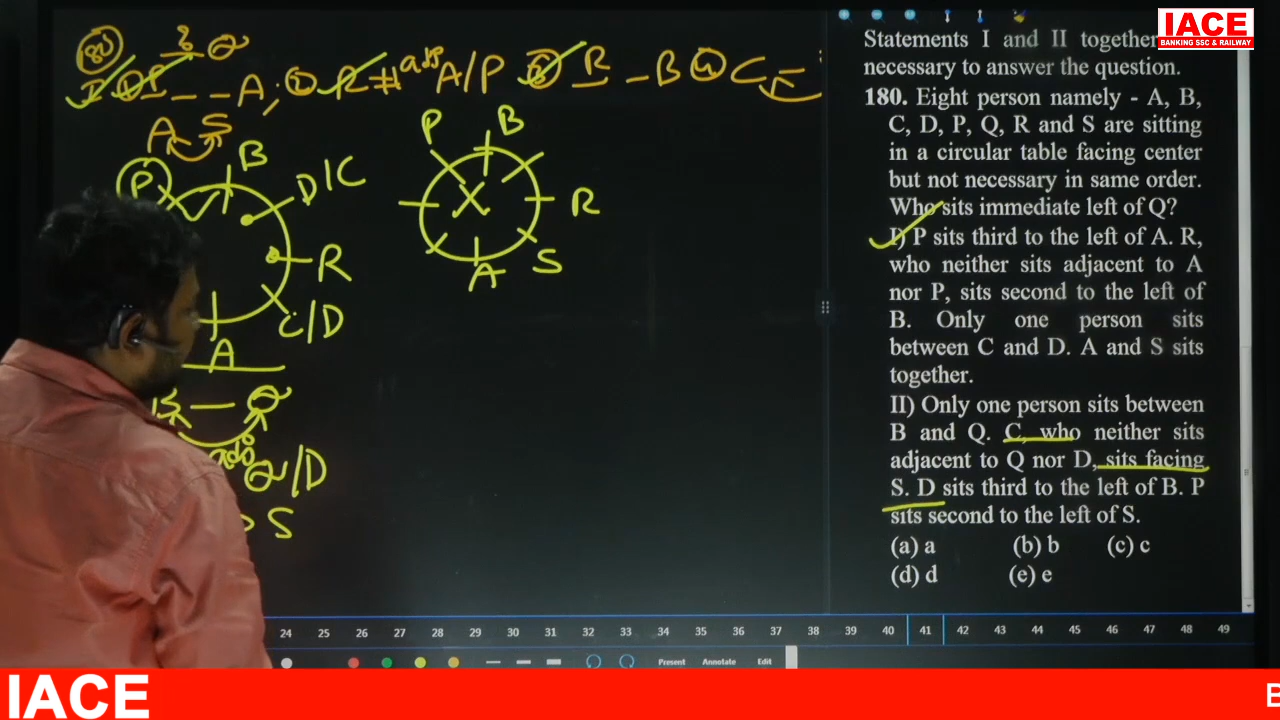 IACE
BANKING SSC & RAILWAY
Statements I and II together
necessary to answer the question.
180. Eight person namely - A, B,
C, D, P, Q, R and S are sitting
in a circular table facing center
but not necessary in same order.
Who sits immediate left of Q?
I) P sits third to the left of A. R,
who neither sits adjacent to A
nor P, sits second to the left of
B. Only one person sits
between C and D. A and S sits
together.
II) Only one person sits between
B and Q. C, who neither sits
adjacent to Q nor D, sits facing
S. D sits third to the left of B. P
sits second to the left of S.
(a) a (b) b (c) c
(d) d (e) e
180 3 Q
A; R # adj A/P R _ B C
A S
P B D/C
R
C/D
A
Q
Q/D
S
P B
R
S
A
24 25 26 27 28 29 30 31 32 33 34 35 36 37 38 39 40 41 42 43 44 45 46 47 48 49
Present Annotate Edit
IACE
B